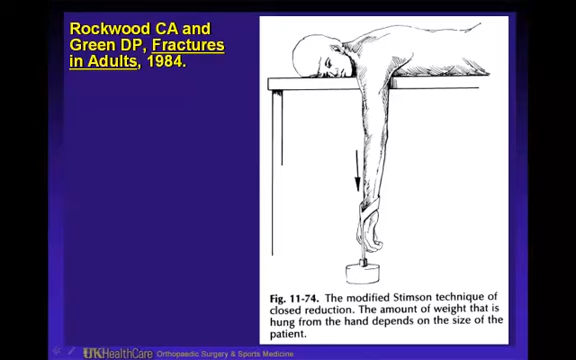 Rockwood CA and
Green DP, Fractures
in Adults, 1984.
Fig. 11-74. The modified Stimson technique of
closed reduction. The amount of weight that is
hung from the hand depends on the size of the
patient.
UKHealthCare Orthopaedic Surgery & Sports Medicine